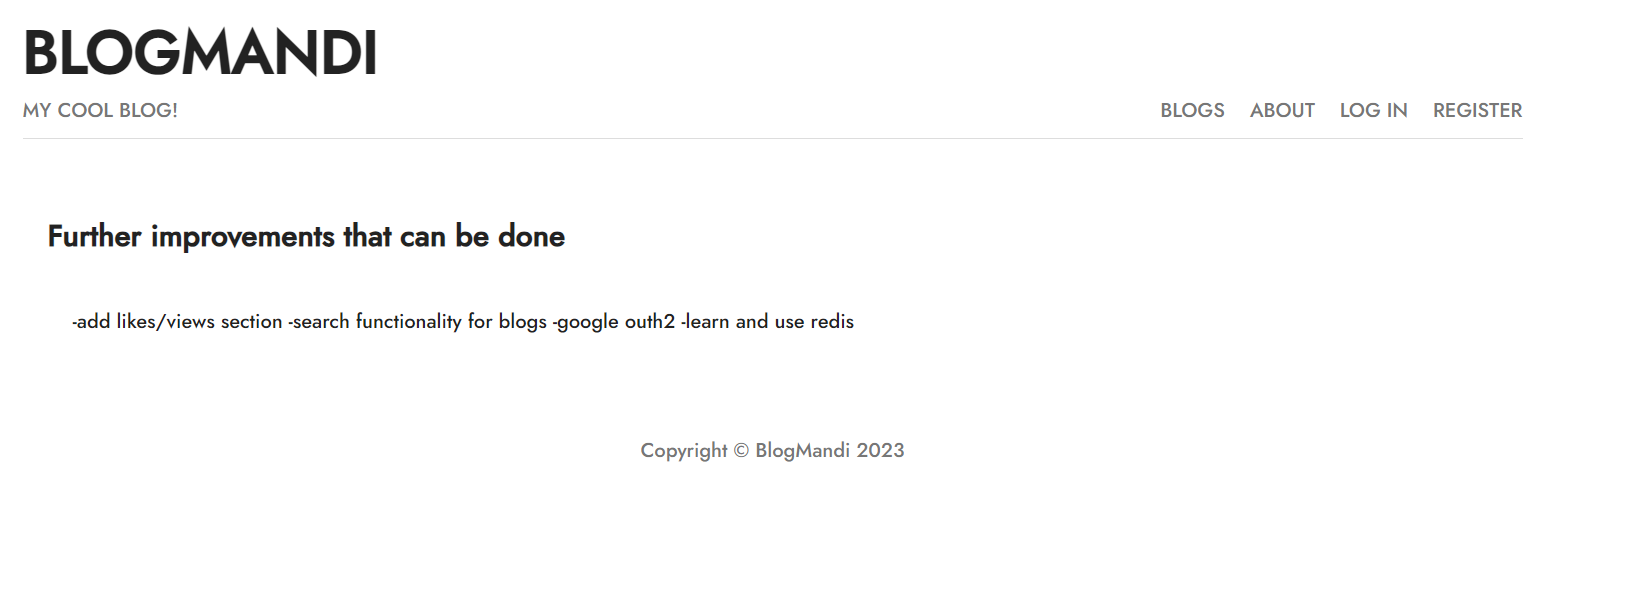 BLOGMANDI
MY COOL BLOG!
BLOGS ABOUT LOG IN REGISTER
Further improvements that can be done
-add likes/views section -search functionality for blogs -google outh2 -learn and use redis
Copyright © BlogMandi 2023